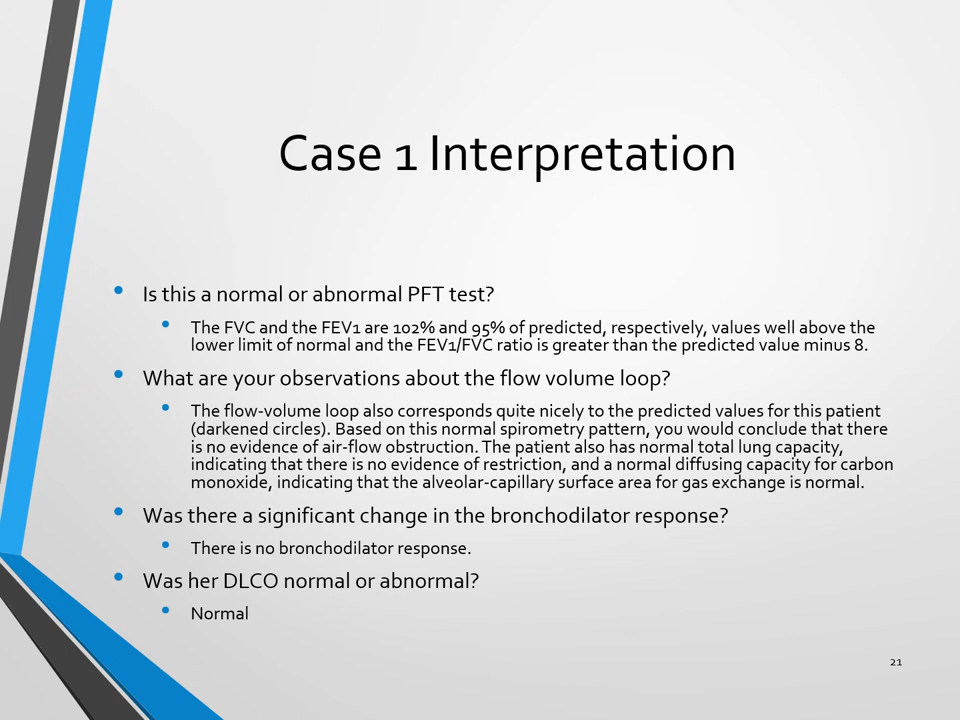 Case 1 Interpretation
• Is this a normal or abnormal PFT test?
• The FVC and the FEV1 are 102% and 95% of predicted, respectively, values well above the
lower limit of normal and the FEV1/FVC ratio is greater than the predicted value minus 8.
• What are your observations about the flow volume loop?
• The flow-volume loop also corresponds quite nicely to the predicted values for this patient
(darkened circles). Based on this normal spirometry pattern, you would conclude that there
is no evidence of air-flow obstruction. The patient also has normal total lung capacity,
indicating that there is no evidence of restriction, and a normal diffusing capacity for carbon
monoxide, indicating that the alveolar-capillary surface area for gas exchange is normal.
• Was there a significant change in the bronchodilator response?
• There is no bronchodilator response.
• Was her DLCO normal or abnormal?
• Normal
21